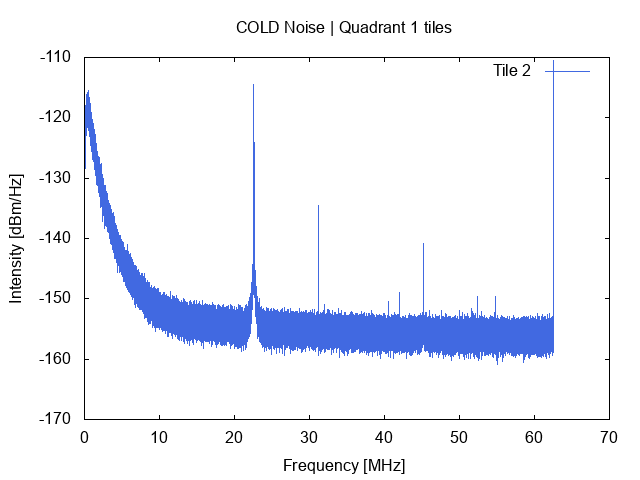 COLD Noise | Quadrant 1 tiles
Tile 2
Intensity [dBm/Hz]
-110
-120
-130
-140
-150
-160
-170
0 10 20 30 40 50 60 70
Frequency [MHz]